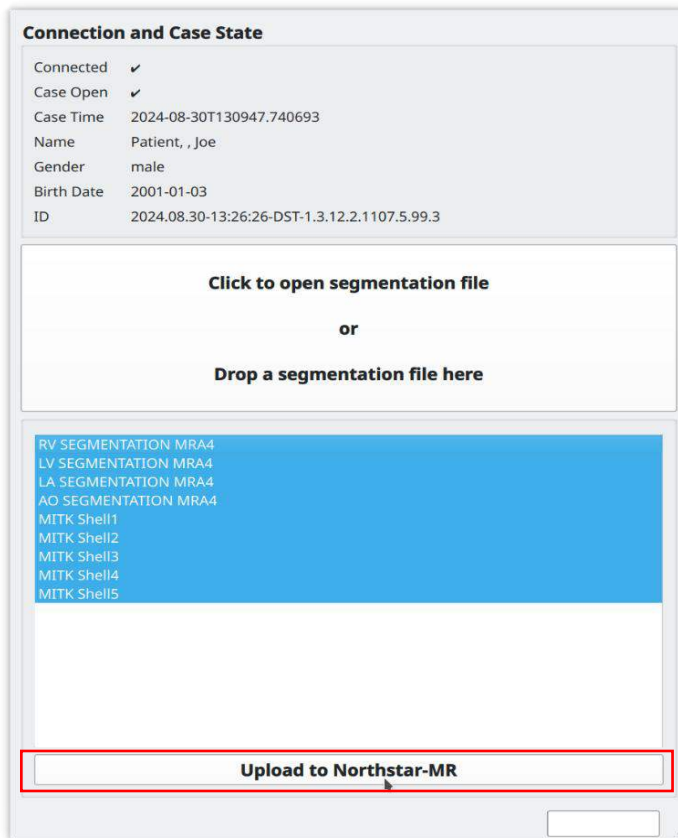 Connection and Case State
Connected ✔
Case Open ✔
Case Time 2024-08-30T130947.740693
Name Patient, , Joe
Gender male
Birth Date 2001-01-03
ID 2024.08.30-13:26:26-DST-1.3.12.2.1107.5.99.3
Click to open segmentation file
or
Drop a segmentation file here
RV SEGMENTATION MRA4
LV SEGMENTATION MRA4
LA SEGMENTATION MRA4
AO SEGMENTATION MRA4
MITK Shell1
MITK Shell2
MITK Shell3
MITK Shell4
MITK Shell5
Upload to Northstar-MR